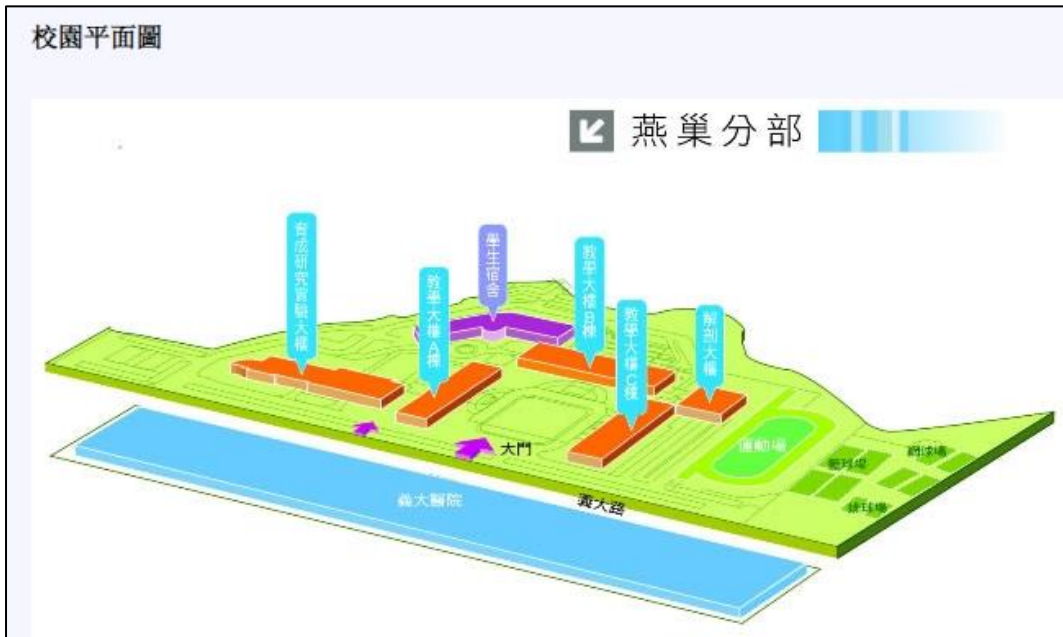 校園平面圖
燕巢分部
育成研究實驗大樓
教學大樓A棟
學生宿舍
教學大樓B棟
教學大樓C棟
解剖大樓
運動場
籃球場
網球場
排球場
大門
義大路
義大醫院